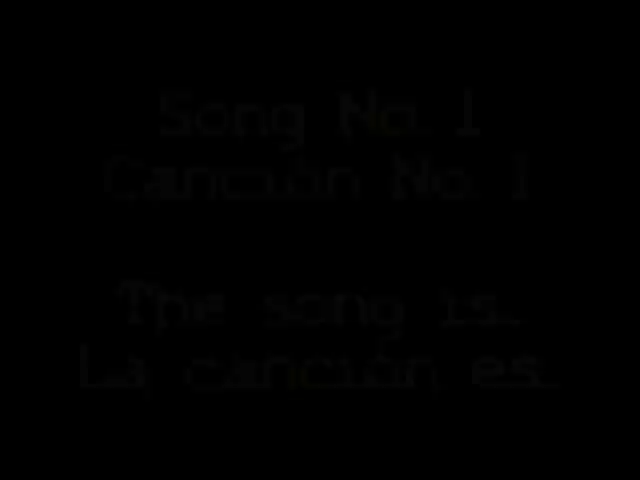 Song No. 1
Canción No. 1
The song is...
La canción es...